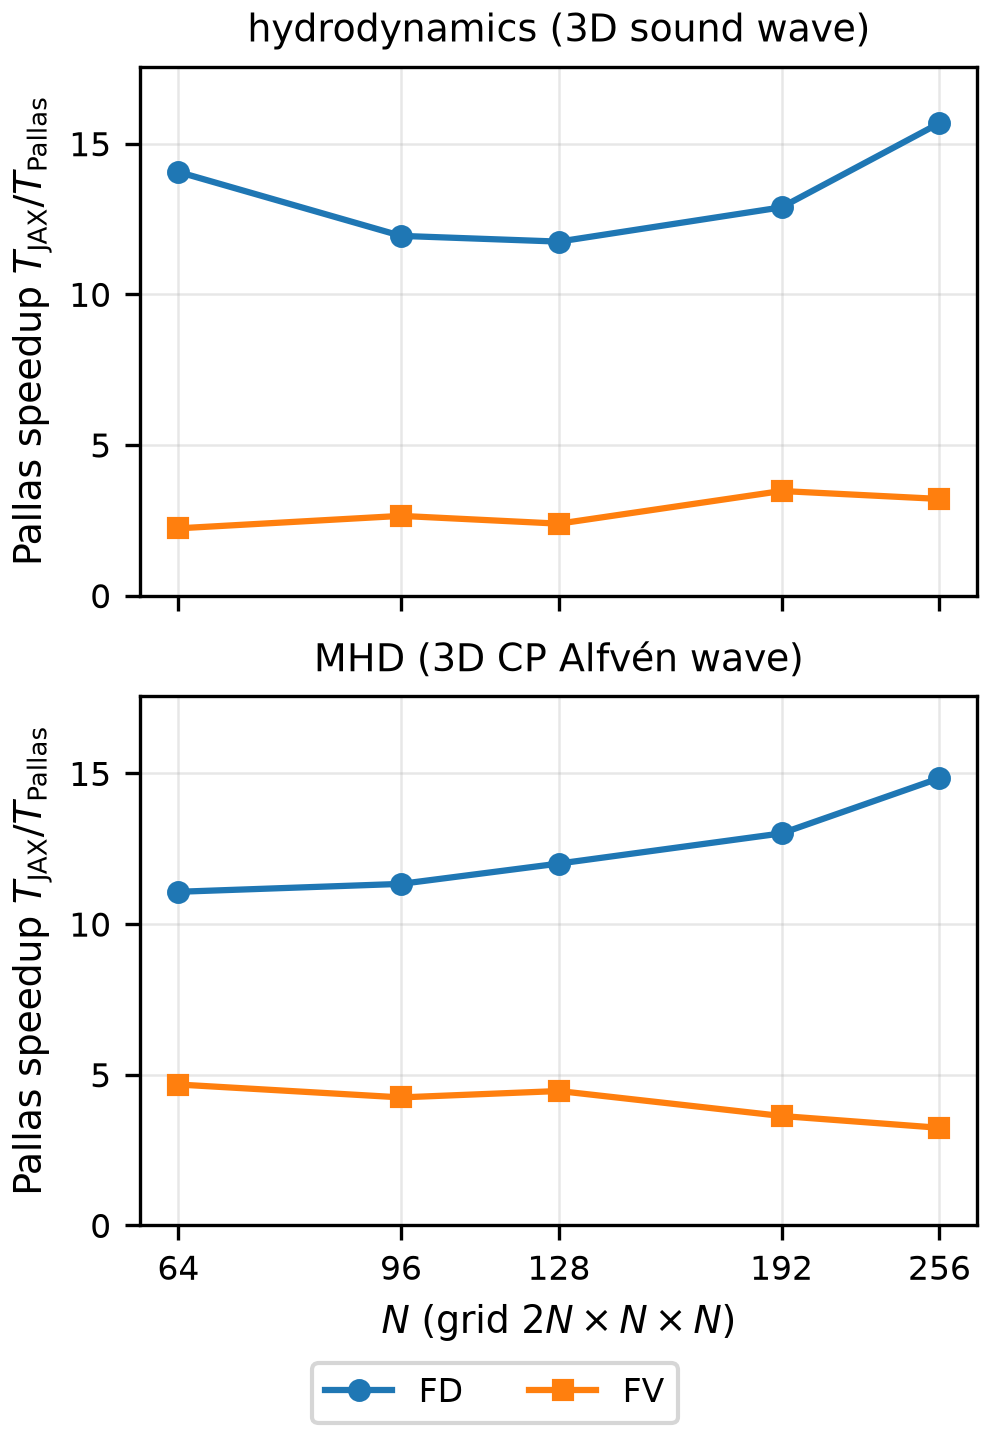 hydrodynamics (3D sound wave)
Pallas speedup T_JAX/T_Pallas
15
10
5
0
MHD (3D CP Alfvén wave)
Pallas speedup T_JAX/T_Pallas
15
10
5
0
64 96 128 192 256
N (grid 2N × N × N)
FD FV